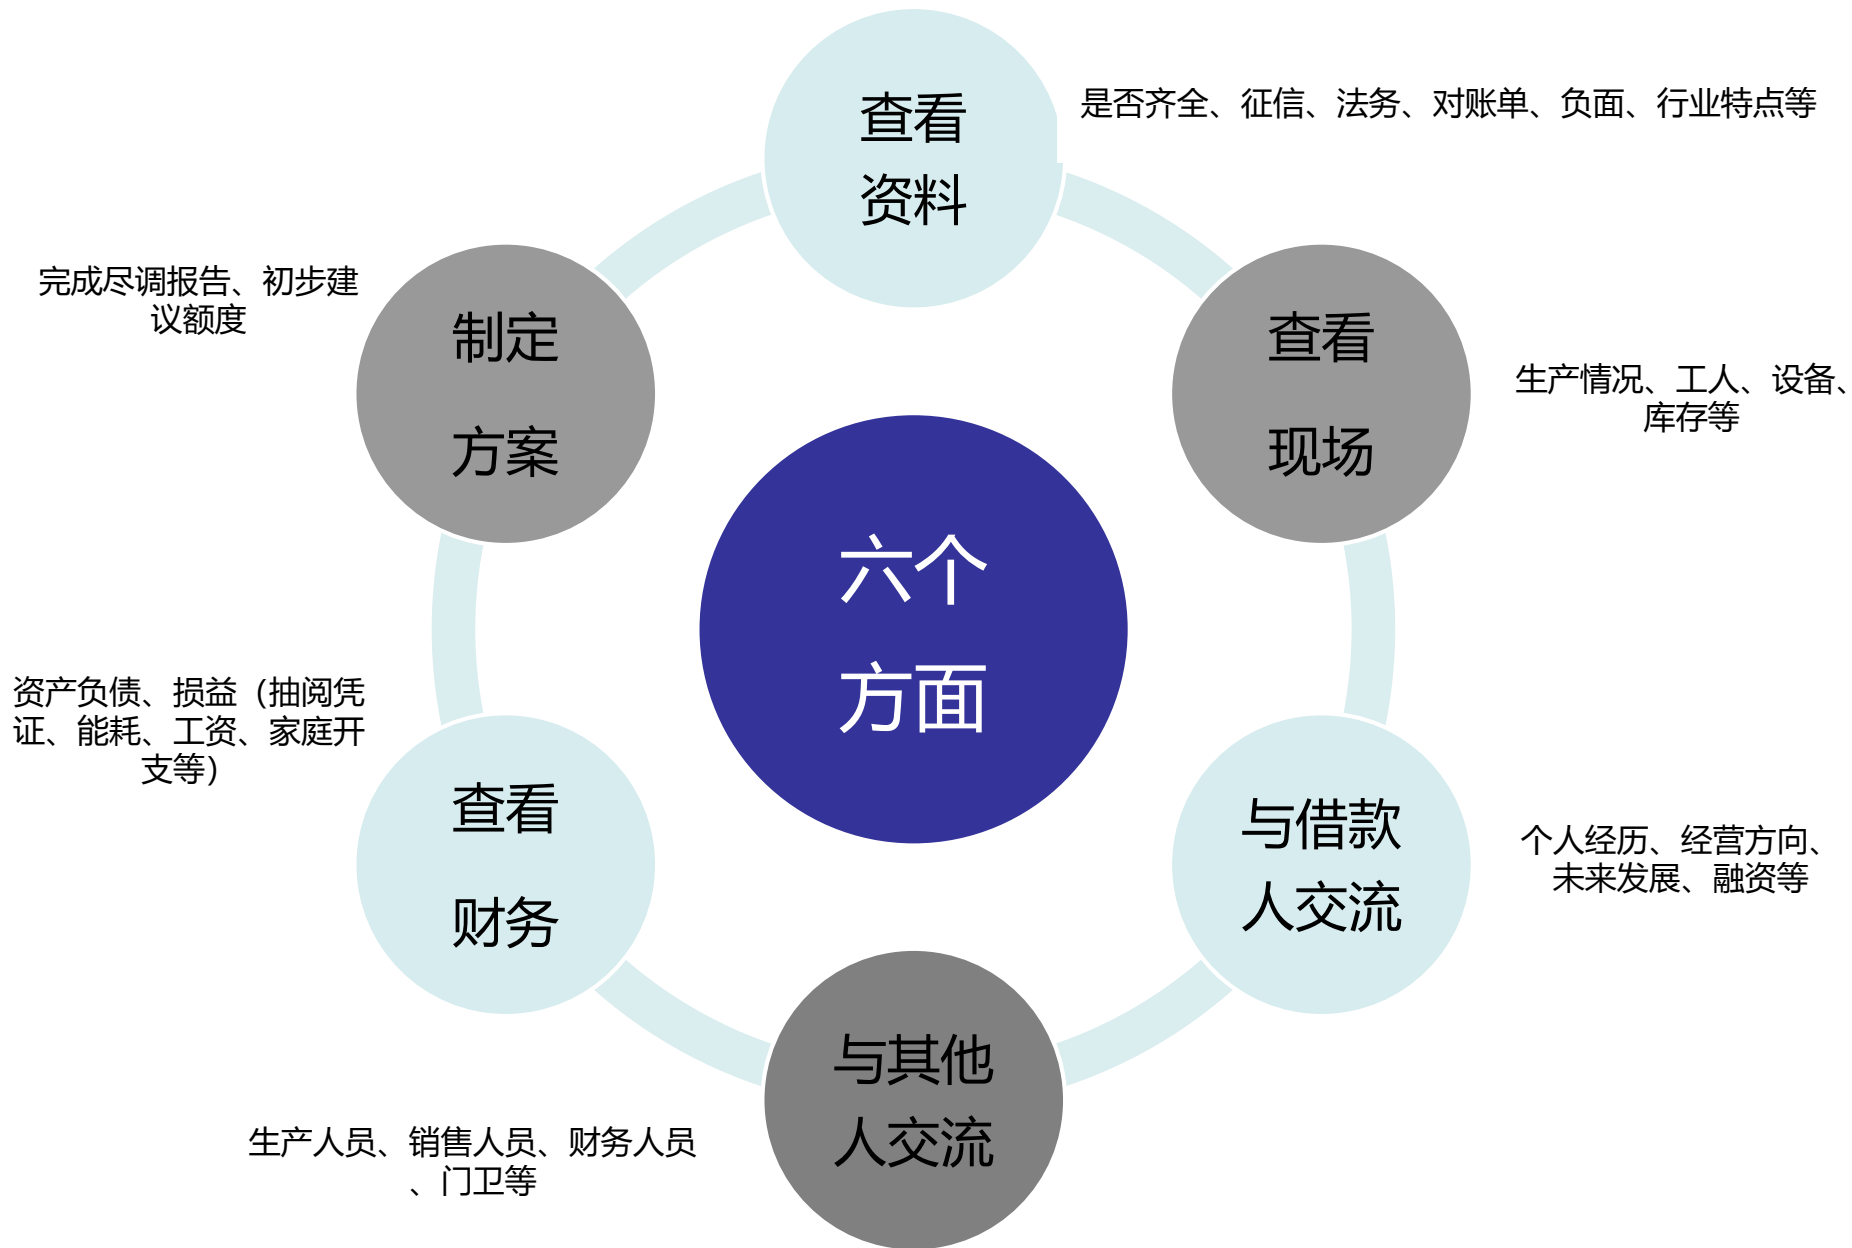 查看
资料
是否齐全、征信、法务、对账单、负面、行业特点等
查看
现场
生产情况、工人、设备、
库存等
与借款
人交流
个人经历、经营方向、
未来发展、融资等
与其他
人交流
生产人员、销售人员、财务人员
、门卫等
查看
财务
资产负债、损益（抽阅凭
证、能耗、工资、家庭开
支等）
制定
方案
完成尽调报告、初步建
议额度
六个
方面